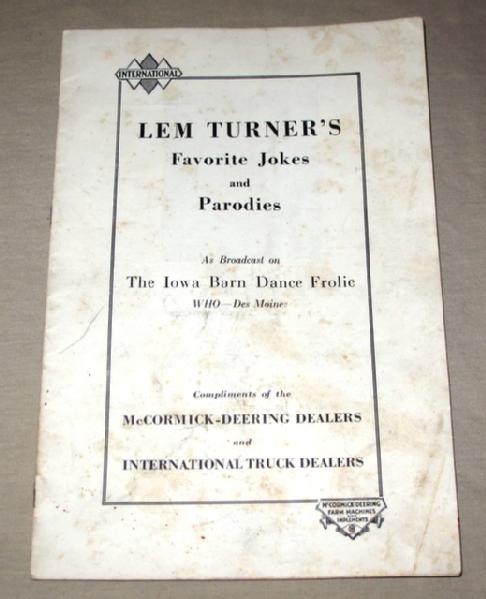 INTERNATIONAL
LEM TURNER'S
Favorite Jokes
and
Parodies
As Broadcast on
The Iowa Barn Dance Frolic
WHO—Des Moines
Compliments of the
McCORMICK-DEERING DEALERS
and
INTERNATIONAL TRUCK DEALERS
McCORMICK-DEERING
FARM MACHINES
AND
IMPLEMENTS